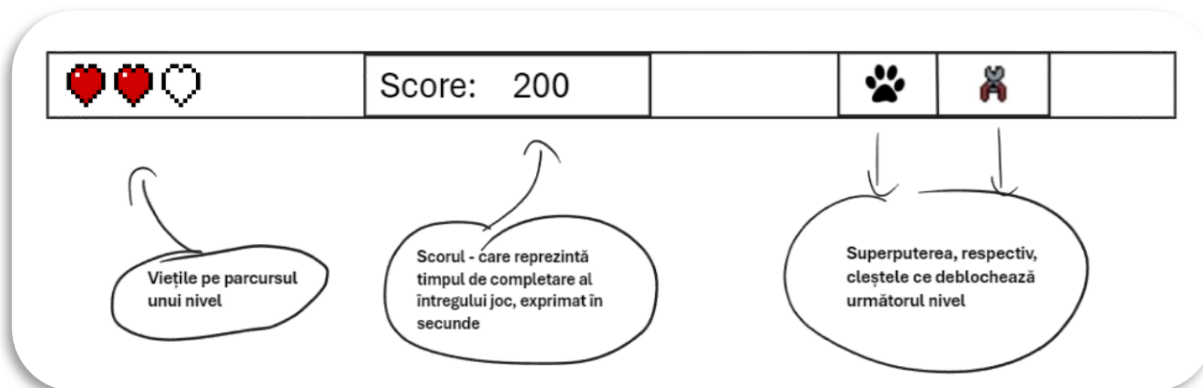 Score: 200
Viețile pe parcursul
unui nivel
Scorul - care reprezintă
timpul de completare al
întregului joc, exprimat în
secunde
Superputerea, respectiv,
cleștele ce deblochează
următorul nivel